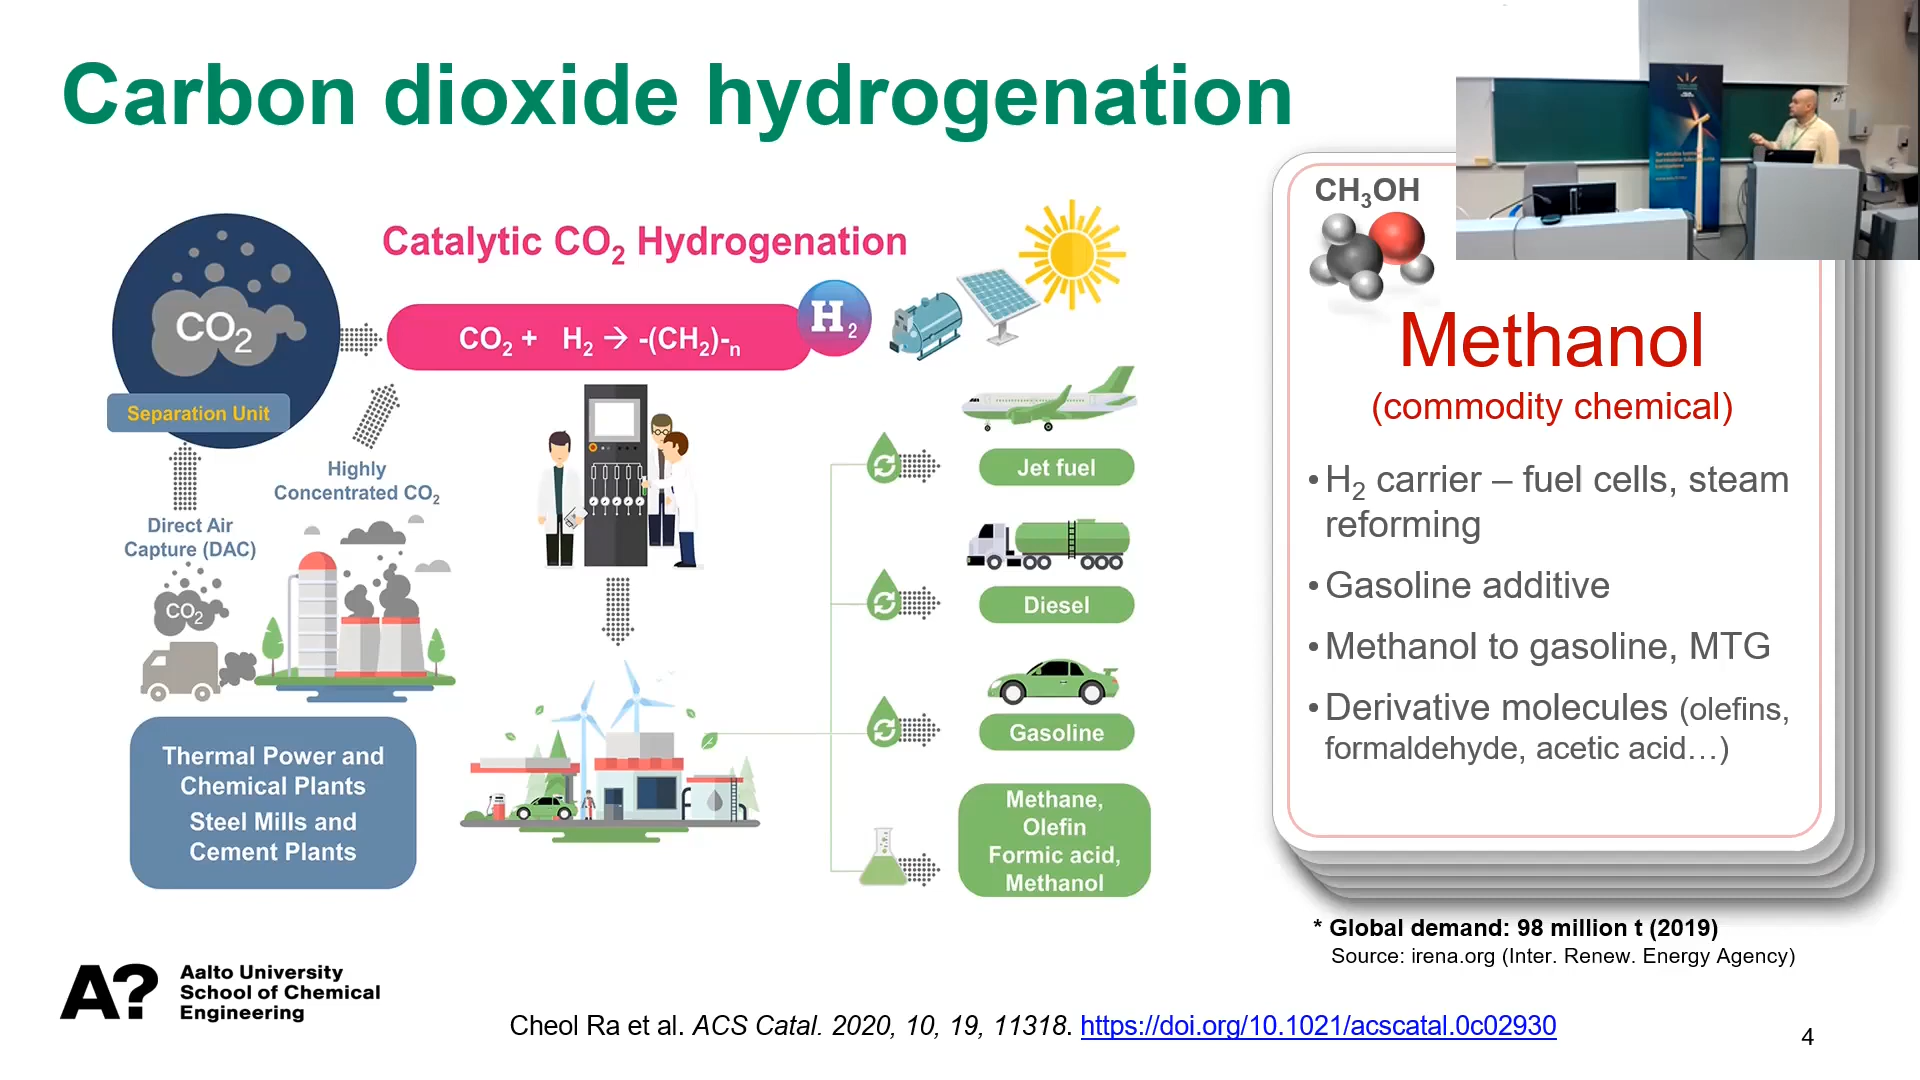 Carbon dioxide hydrogenation
Catalytic CO2 Hydrogenation
CO2
CO2 + H2 → -(CH2)-n
H2
Separation Unit
Highly
Concentrated CO2
Direct Air
Capture (DAC)
CO2
Thermal Power and
Chemical Plants
Steel Mills and
Cement Plants
Jet fuel
Diesel
Gasoline
Methane,
Olefin
Formic acid,
Methanol
CH3OH
Methanol
(commodity chemical)
• H2 carrier – fuel cells, steam
reforming
• Gasoline additive
• Methanol to gasoline, MTG
• Derivative molecules (olefins,
formaldehyde, acetic acid…)
* Global demand: 98 million t (2019)
Source: irena.org (Inter. Renew. Energy Agency)
A?
Aalto University
School of Chemical
Engineering
Cheol Ra et al. ACS Catal. 2020, 10, 19, 11318. https://doi.org/10.1021/acscatal.0c02930
4